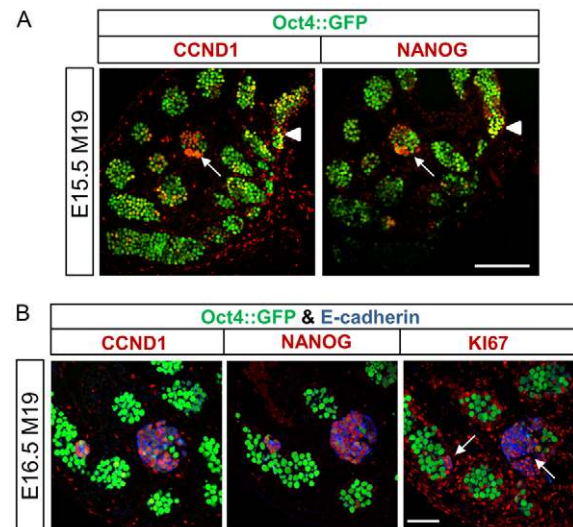 A
Oct4::GFP
CCND1 NANOG
E15.5 M19
B
Oct4::GFP & E-cadherin
CCND1 NANOG KI67
E16.5 M19